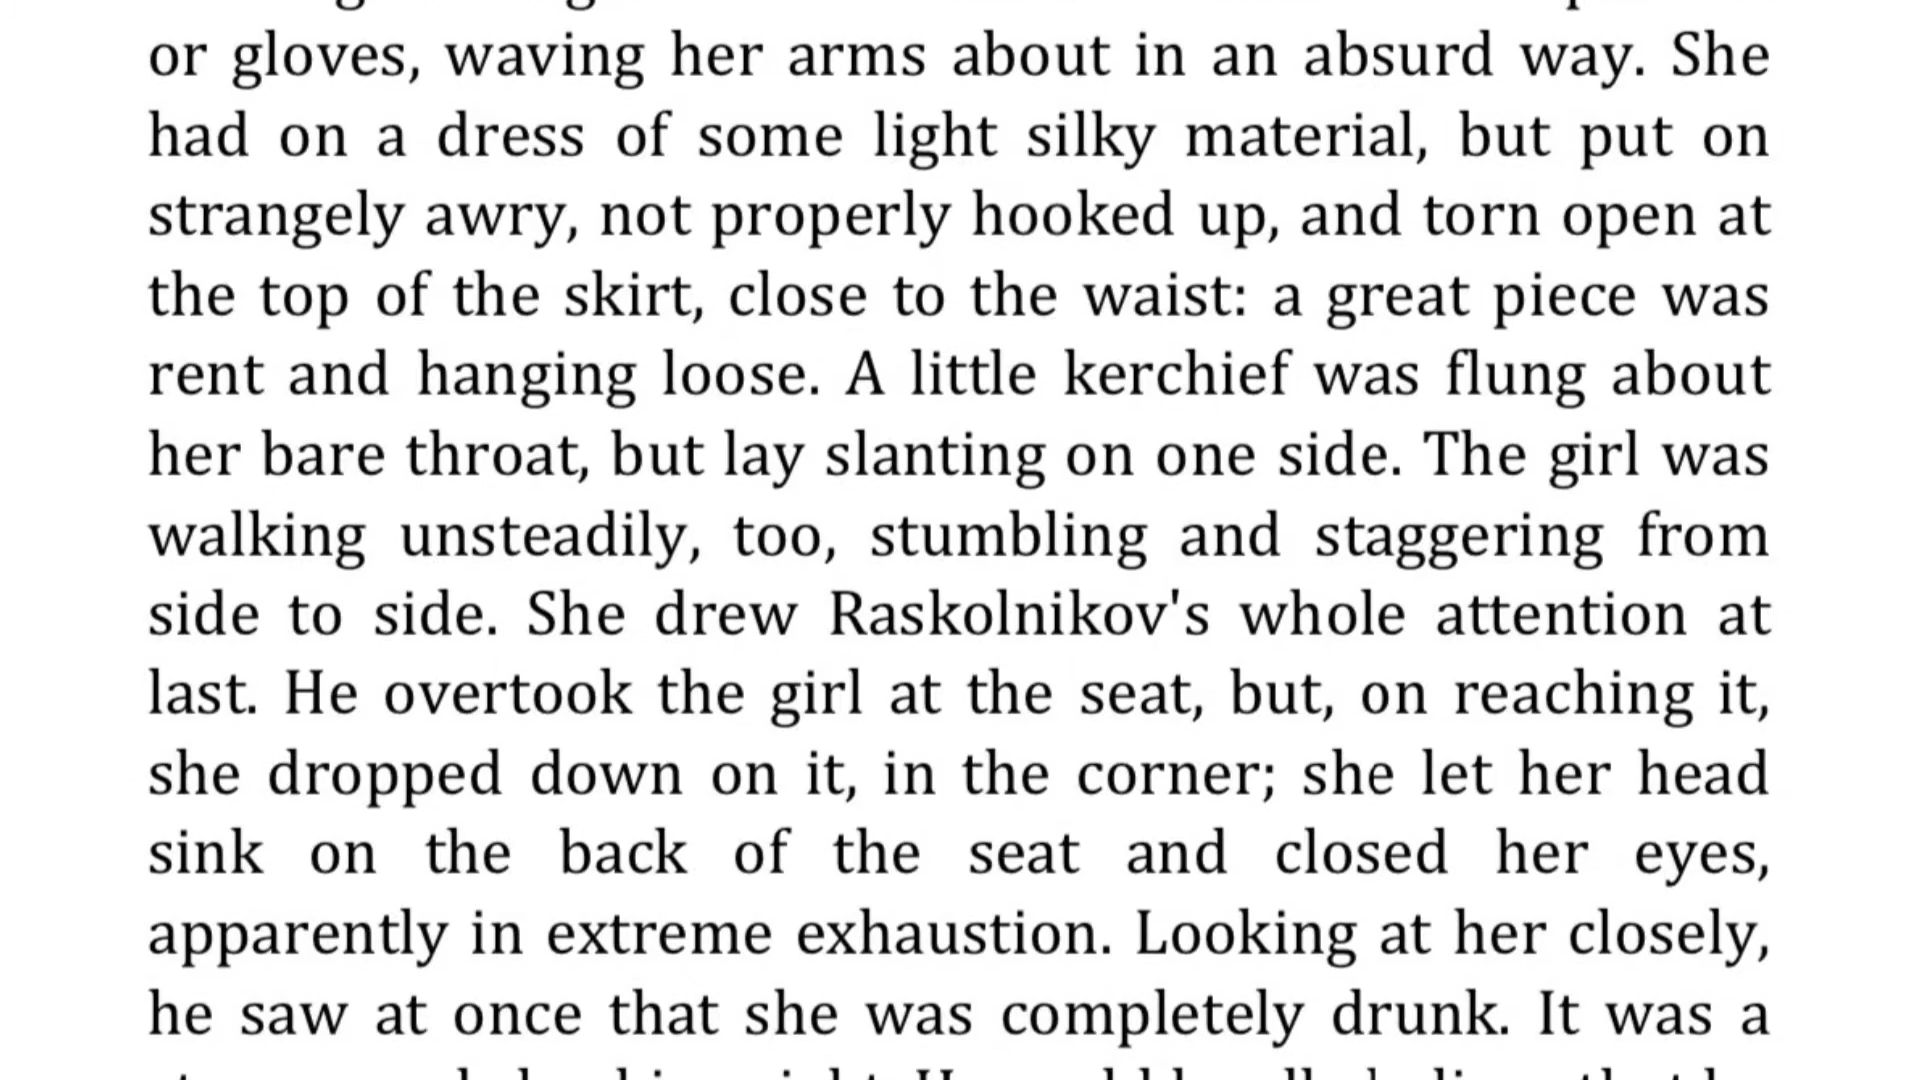 or gloves, waving her arms about in an absurd way. She
had on a dress of some light silky material, but put on
strangely awry, not properly hooked up, and torn open at
the top of the skirt, close to the waist: a great piece was
rent and hanging loose. A little kerchief was flung about
her bare throat, but lay slanting on one side. The girl was
walking unsteadily, too, stumbling and staggering from
side to side. She drew Raskolnikov's whole attention at
last. He overtook the girl at the seat, but, on reaching it,
she dropped down on it, in the corner; she let her head
sink on the back of the seat and closed her eyes,
apparently in extreme exhaustion. Looking at her closely,
he saw at once that she was completely drunk. It was a